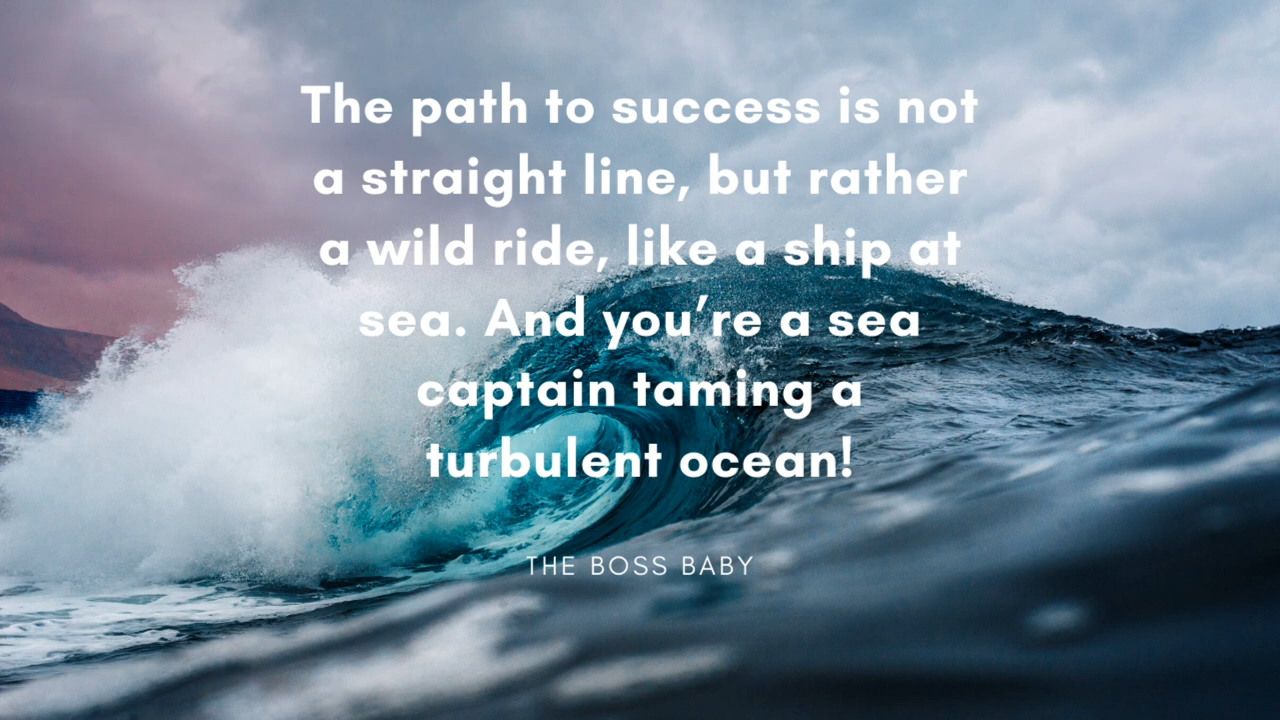 The path to success is not
a straight line, but rather
a wild ride, like a ship at
sea. And you’re a sea
captain taming a
turbulent ocean!
THE BOSS BABY